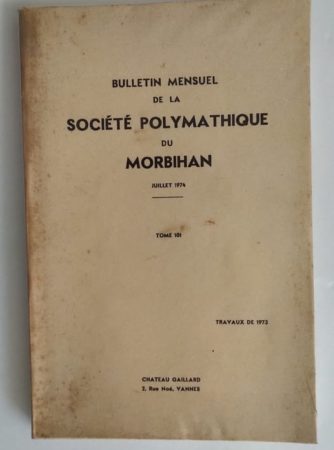 BULLETIN MENSUEL
DE LA
SOCIÉTÉ POLYMATHIQUE
DU
MORBIHAN
JUILLET 1974
TOME 101
TRAVAUX DE 1973
CHATEAU GAILLARD
2, Rue Noé, VANNES